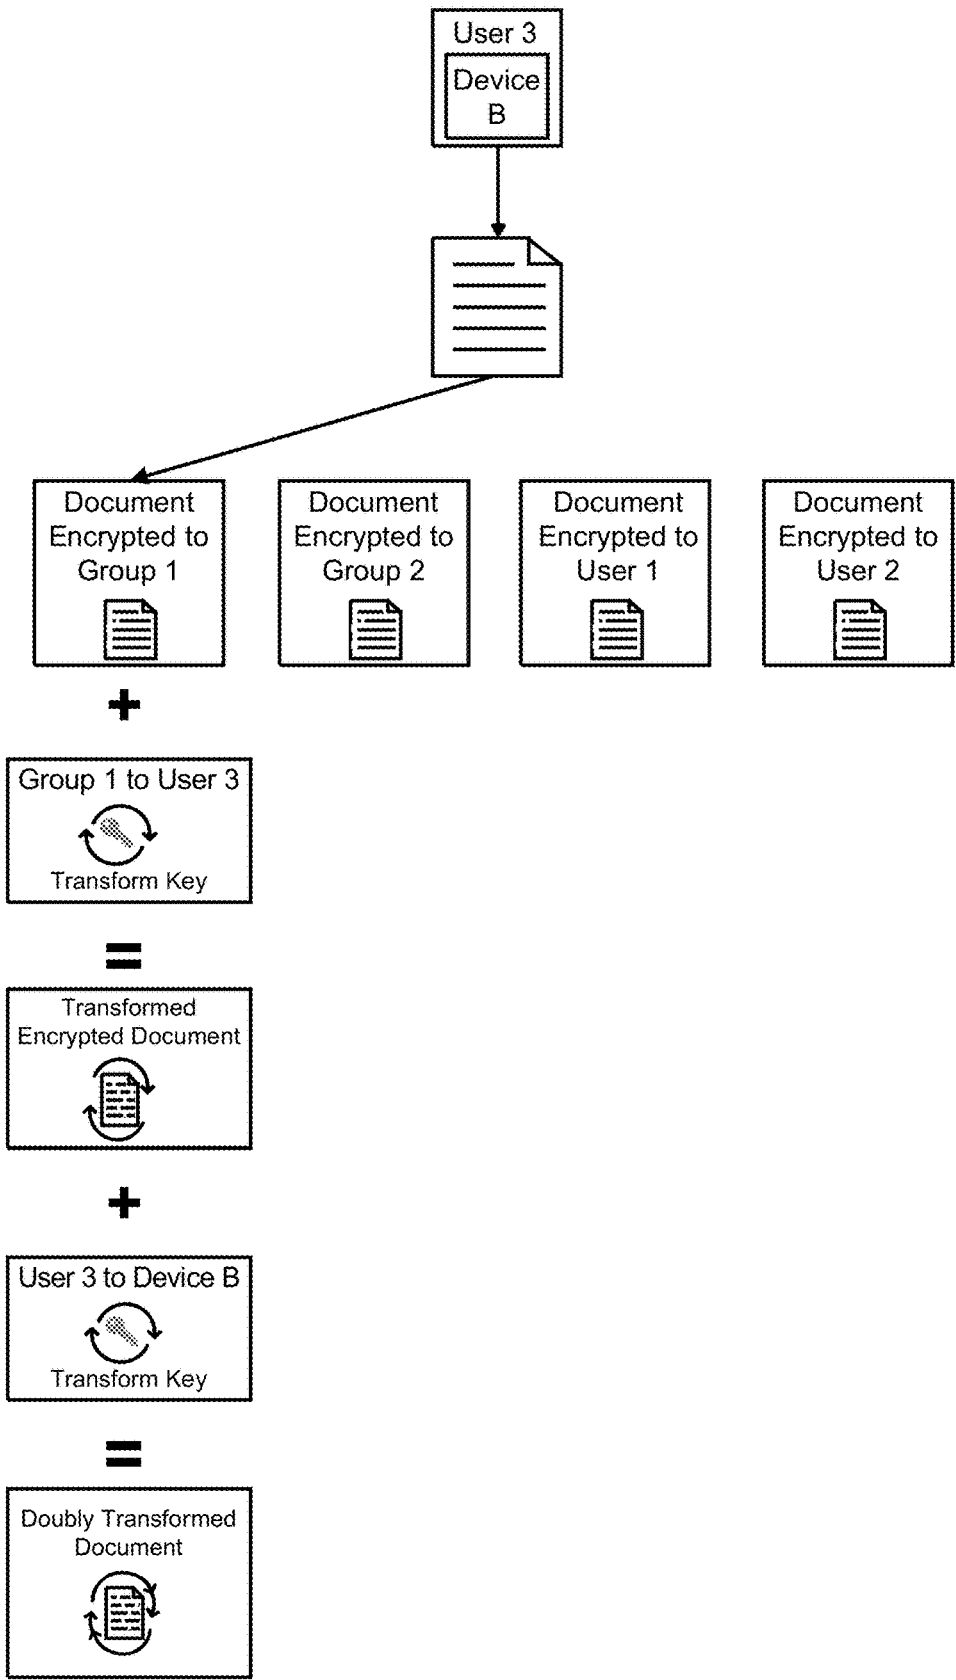 User 3
Device
B
Document
Encrypted to
Group 1
Document
Encrypted to
Group 2
Document
Encrypted to
User 1
Document
Encrypted to
User 2
+
Group 1 to User 3
Transform Key
=
Transformed
Encrypted Document
+
User 3 to Device B
Transform Key
=
Doubly Transformed
Document